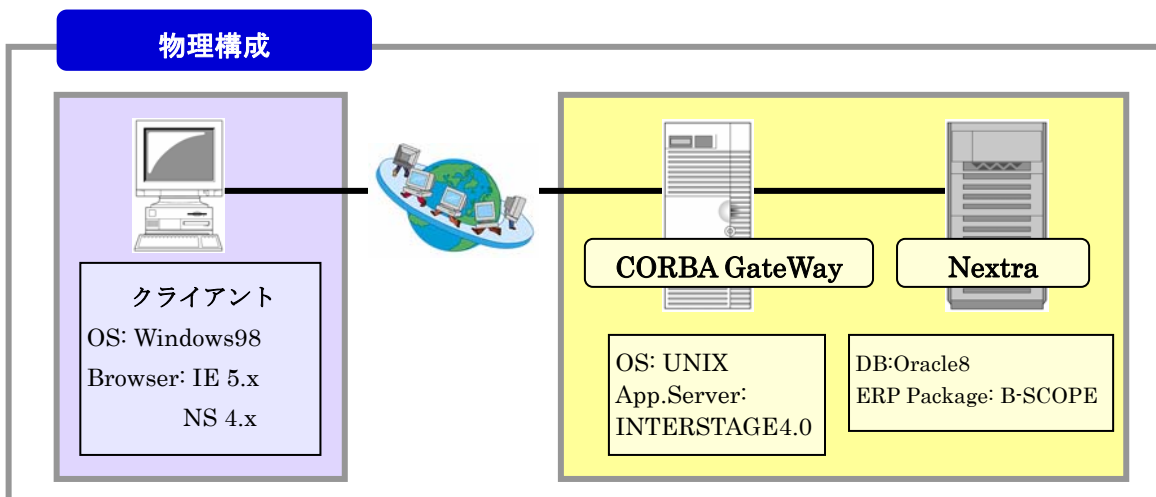 物理構成
CORBA GateWay
Nextra
クライアント
OS: Windows98
Browser: IE 5.x
NS 4.x
OS: UNIX
App.Server:
INTERSTAGE4.0
DB:Oracle8
ERP Package: B-SCOPE